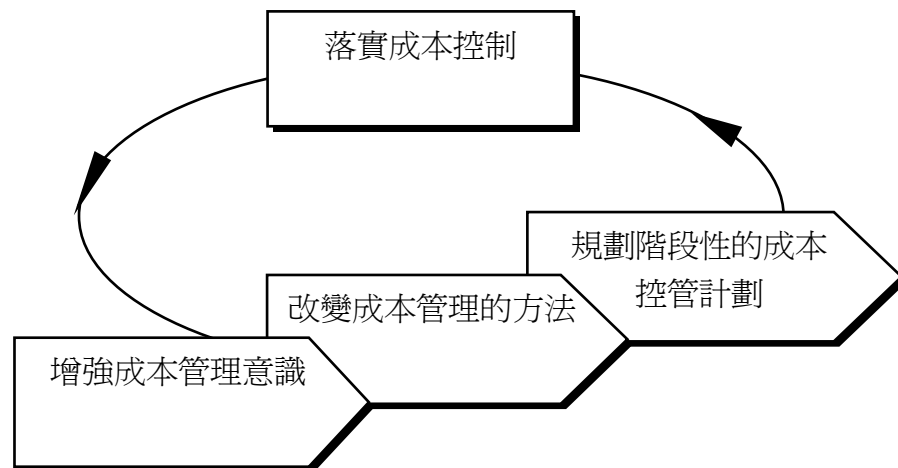 落實成本控制
規劃階段性的成本
控管計劃
改變成本管理的方法
增強成本管理意識